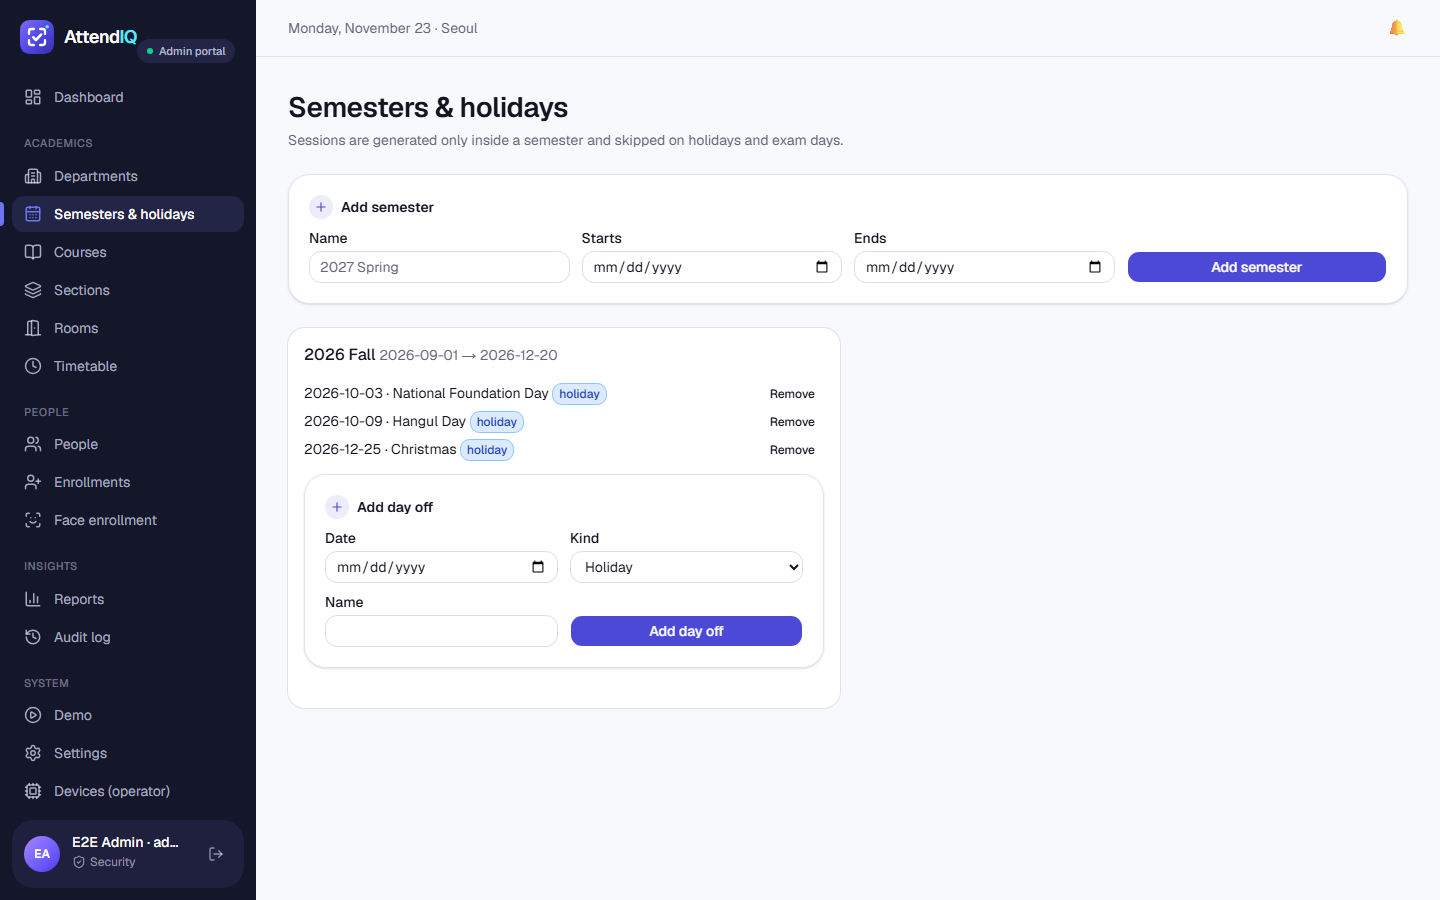 AttendIQ
Admin portal
Dashboard
ACADEMICS
Departments
Semesters & holidays
Courses
Sections
Rooms
Timetable
PEOPLE
People
Enrollments
Face enrollment
INSIGHTS
Reports
Audit log
SYSTEM
Demo
Settings
Devices (operator)
EA
E2E Admin · ad...
Security
Monday, November 23 · Seoul
Semesters & holidays
Sessions are generated only inside a semester and skipped on holidays and exam days.
+ Add semester
Name Starts Ends
2027 Spring mm/dd/yyyy mm/dd/yyyy Add semester
2026 Fall 2026-09-01 → 2026-12-20
2026-10-03 · National Foundation Day holiday Remove
2026-10-09 · Hangul Day holiday Remove
2026-12-25 · Christmas holiday Remove
+ Add day off
Date Kind
mm/dd/yyyy Holiday
Name
Add day off